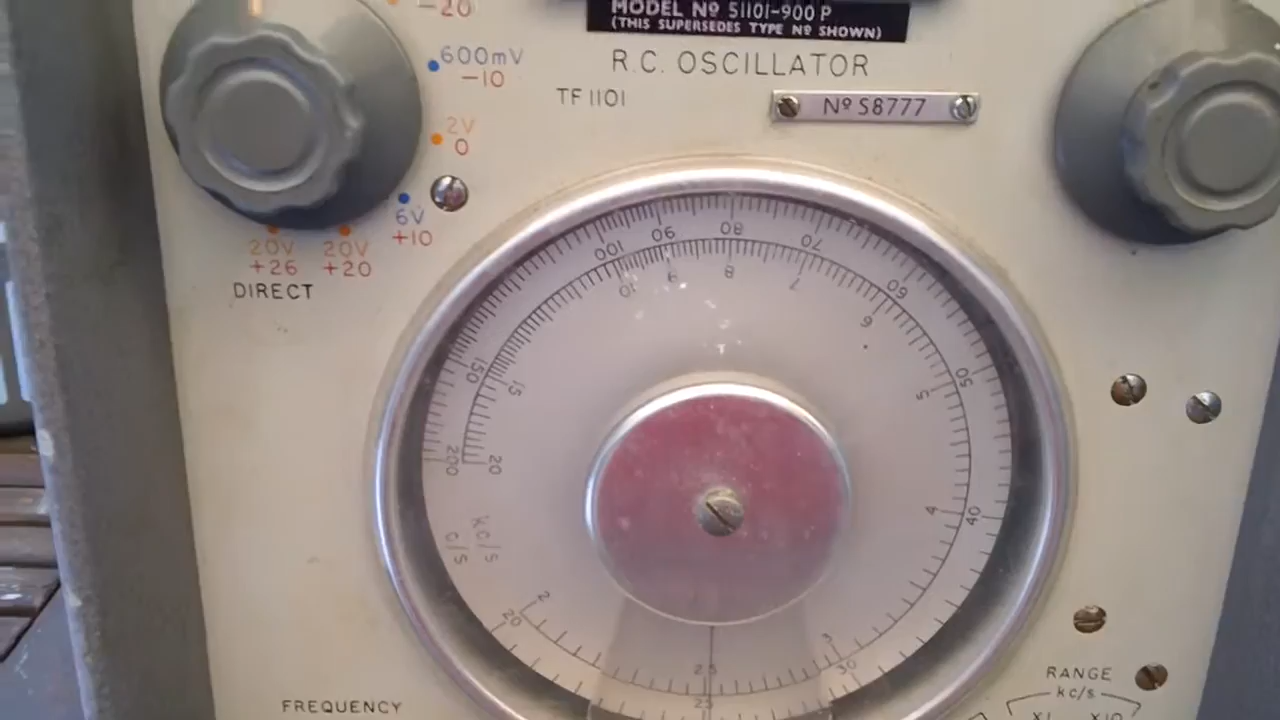 -20
MODEL Nº 51101-900 P
(THIS SUPERSEDES TYPE Nº SHOWN)
600mV
-10
R.C. OSCILLATOR
TF 1101
Nº S8777
2V
0
6V
+10
20V
+26
20V
+20
DIRECT
100 90 80 70 60 50 40 30 25 20
150
200
10 9 8 7 6 5 4 3 2.5 2
15
20
kc/s
c/s
RANGE
kc/s
X1 X10
FREQUENCY